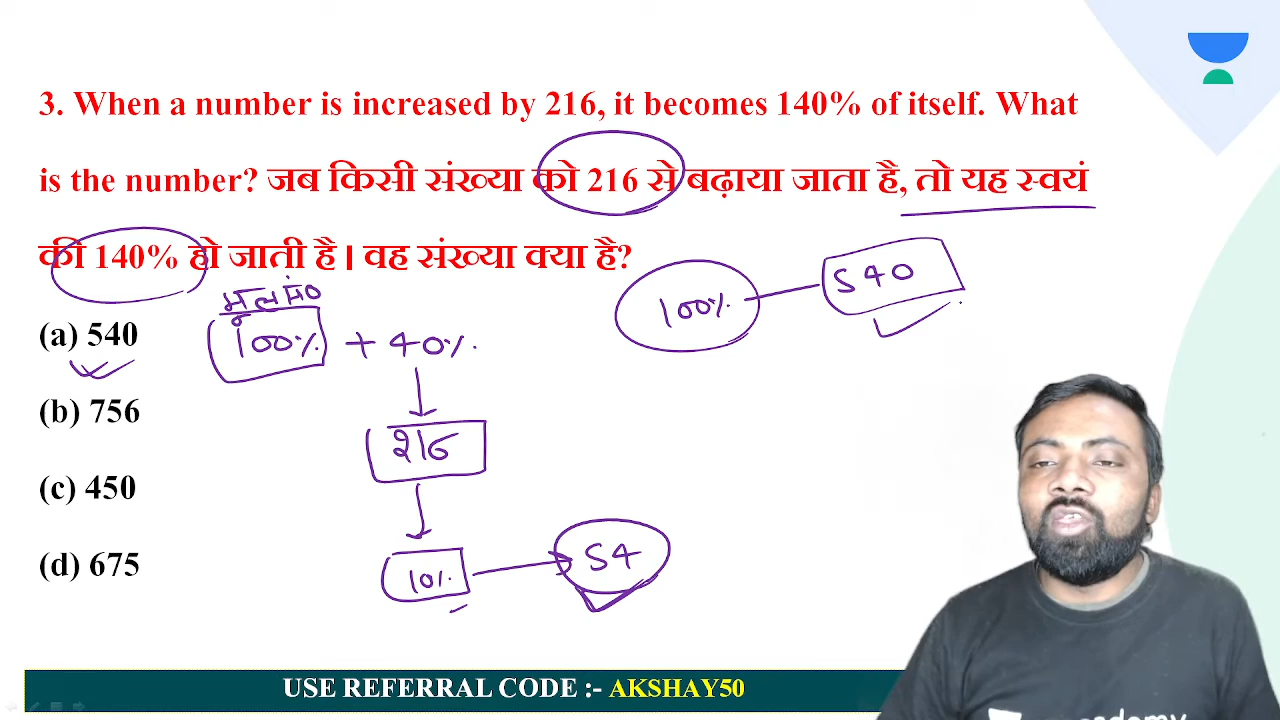 3. When a number is increased by 216, it becomes 140% of itself. What
is the number? जब किसी संख्या को 216 से बढ़ाया जाता है, तो यह स्वयं
की 140% हो जाती है। वह संख्या क्या है?
मूल सं०
100% — 540
(a) 540
100% + 40%
(b) 756
216
(c) 450
(d) 675
10% → 54
USE REFERRAL CODE :- AKSHAY50